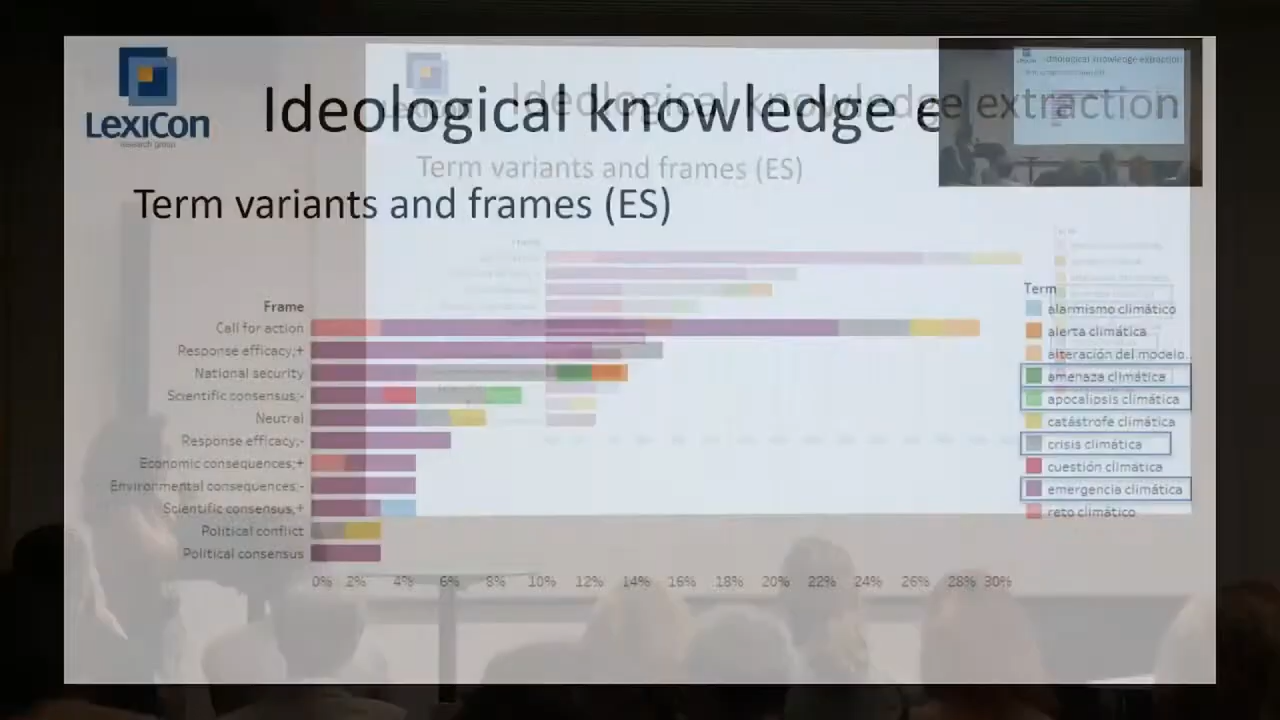 LexiCon
research group
Ideological knowledge e extraction
Term variants and frames (ES)
Term variants and frames (ES)
Frame
Call for action
Response efficacy;+
National security
Scientific consensus;-
Neutral
Response efficacy;-
Economic consequences;+
Environmental consequences;-
Scientific consensus;+
Political conflict
Political consensus
0% 2% 4% 6% 8% 10% 12% 14% 16% 18% 20% 22% 24% 26% 28% 30%
Term
alarmismo climático
alerta climática
alteración del modelo..
amenaza climática
apocalipsis climática
catástrofe climática
crisis climática
cuestión climática
emergencia climática
reto climático